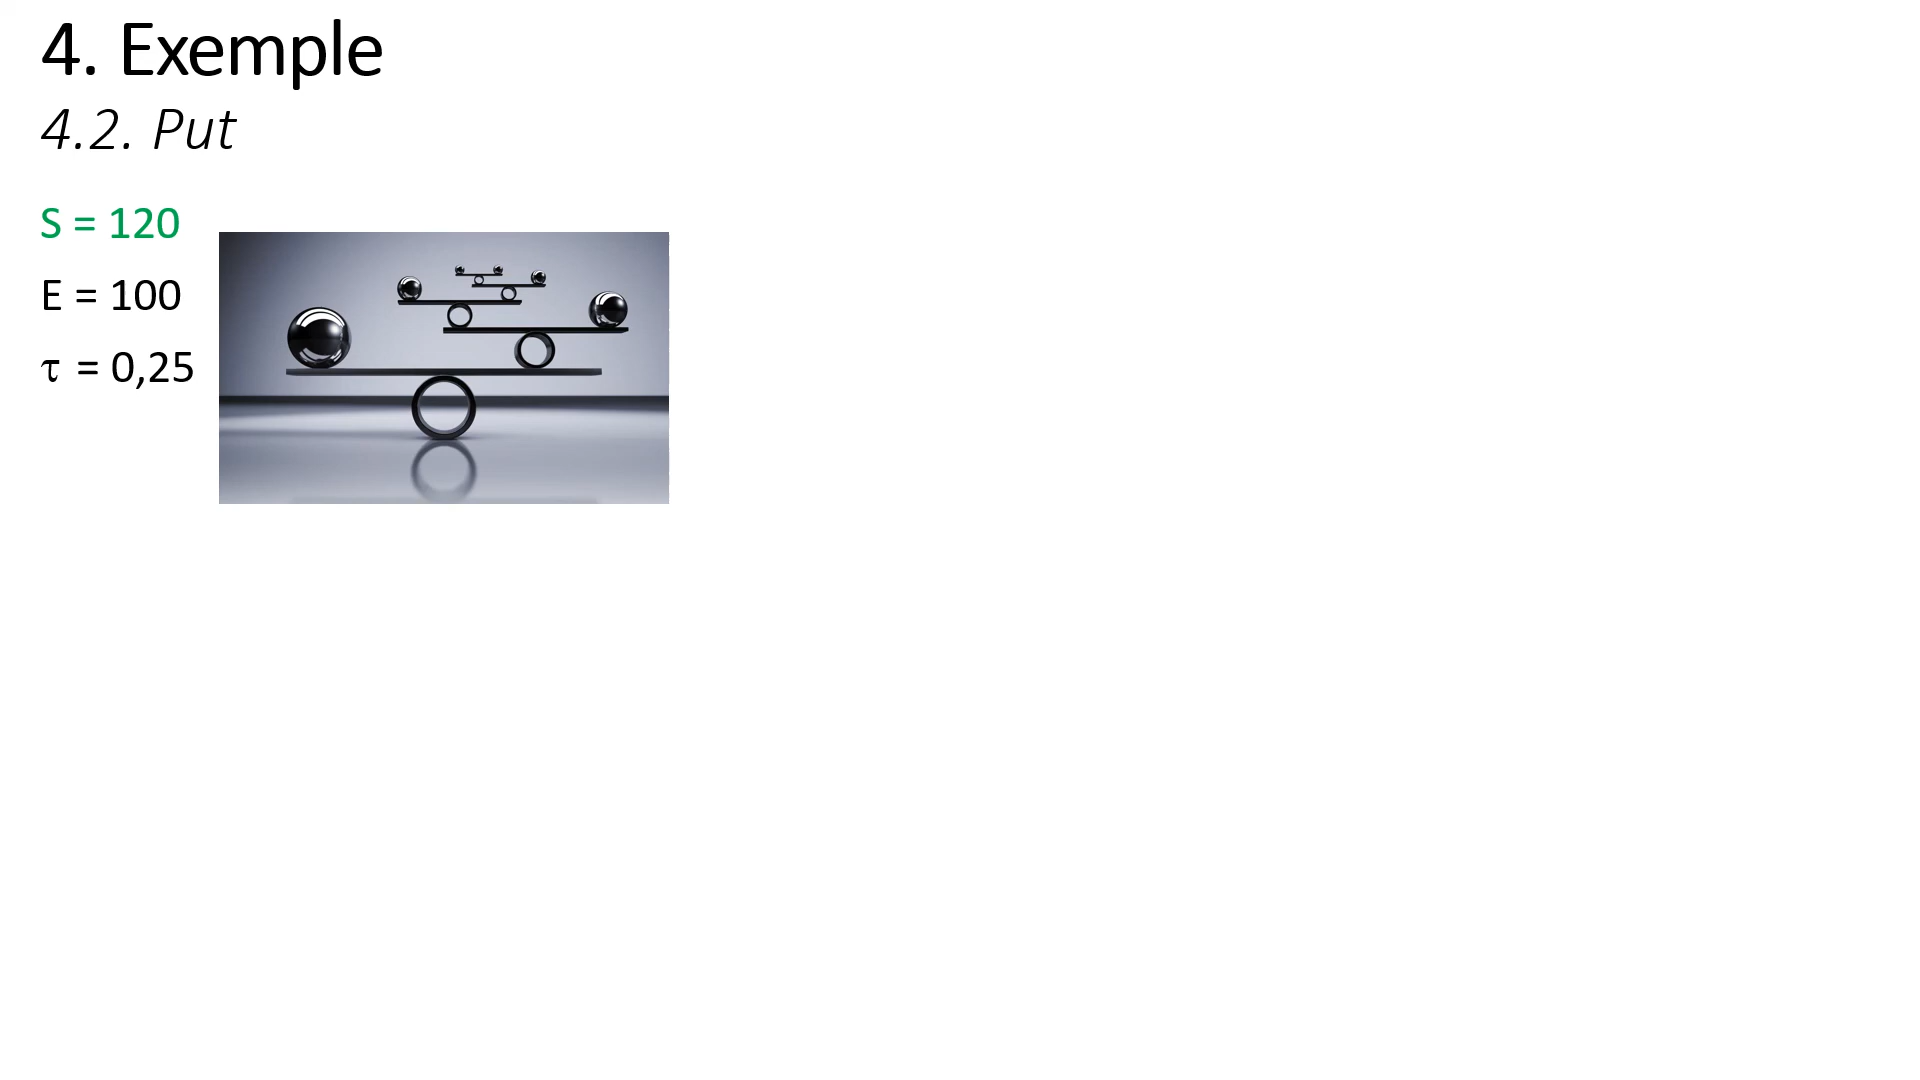 4. Exemple
4.2. Put
S = 120
E = 100
τ = 0,25